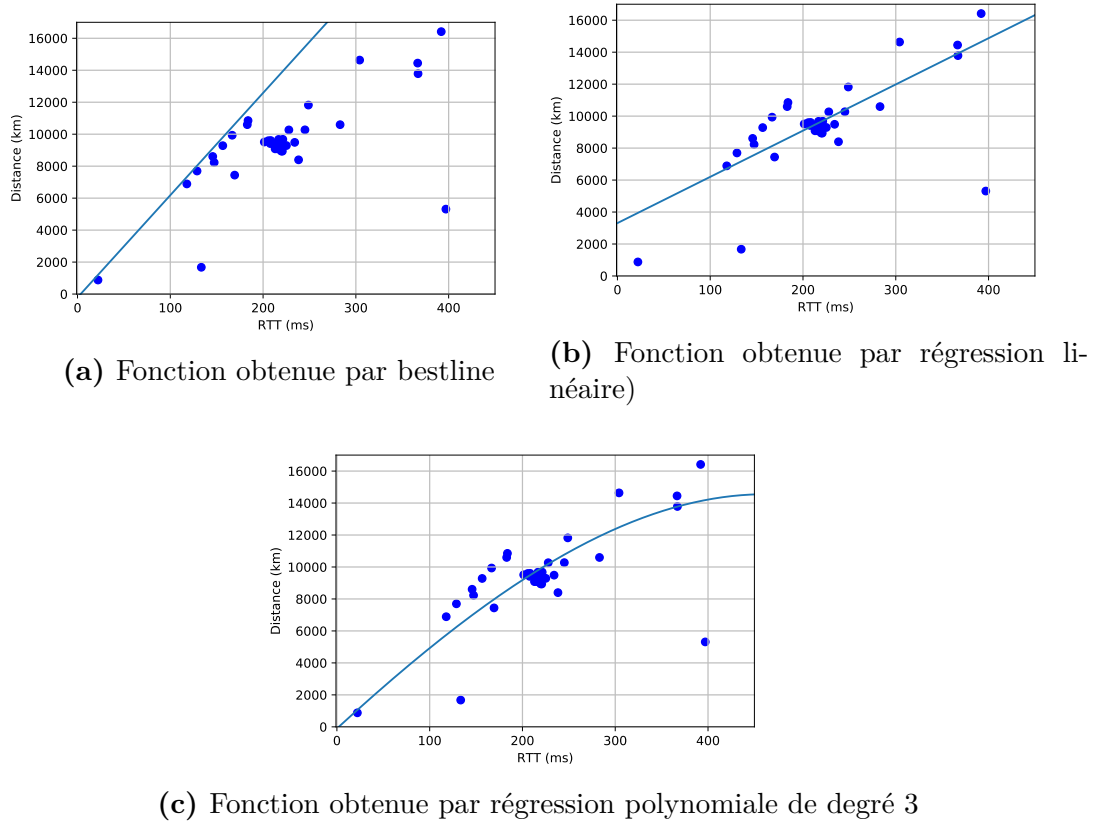 16000
14000
12000
10000
8000
6000
4000
2000
0
Distance (km)
0 100 200 300 400
RTT (ms)
(a) Fonction obtenue par bestline
16000
14000
12000
10000
8000
6000
4000
2000
0
Distance (km)
0 100 200 300 400
RTT (ms)
(b) Fonction obtenue par régression li-
néaire)
16000
14000
12000
10000
8000
6000
4000
2000
0
Distance (km)
0 100 200 300 400
RTT (ms)
(c) Fonction obtenue par régression polynomiale de degré 3